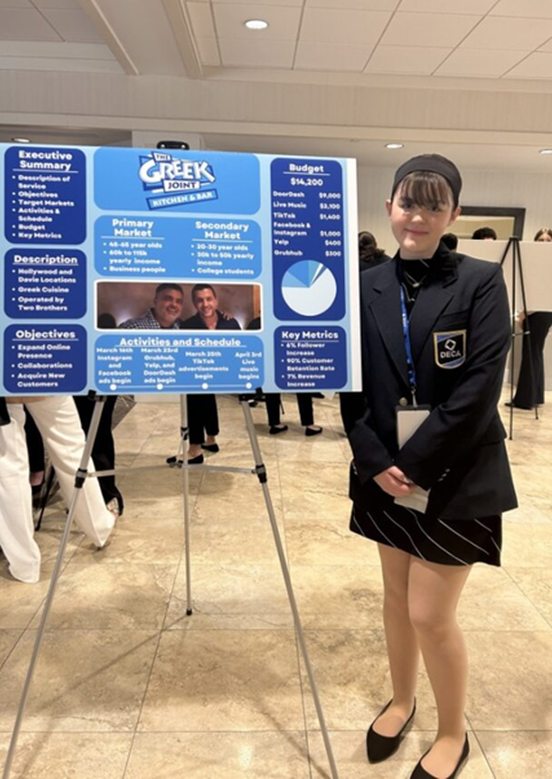 Executive
Summary
Description of
Service
Objectives
Target Markets
Activities &
Schedule
Budget
Key Metrics
Description
Hollywood and
Davie Locations
Greek Cuisine
Operated by
Two Brothers
Objectives
Expand Online
Presence
Collaborations
Acquire New
Customers
THE
GREEK
JOINT
KITCHEN & BAR
Primary
Market
45-65 year olds
60k to 115k
yearly income
Business people
Secondary
Market
20-30 year olds
30k to 50k yearly
income
College students
Activities and Schedule
March 16th
Instagram
and
Facebook
ads begin
March 23rd
Grubhub,
Yelp, and
DoorDash
ads begin
March 25th
TikTok
advertisements
begin
April 3rd
Live
music
begins
Budget
$14,200
DoorDash $9,000
Live Music $2,100
TikTok $1,400
Facebook &
Instagram $1,000
Yelp $400
Grubhub $300
Key Metrics
6% Follower
Increase
90% Customer
Retention Rate
7% Revenue
Increase
DECA